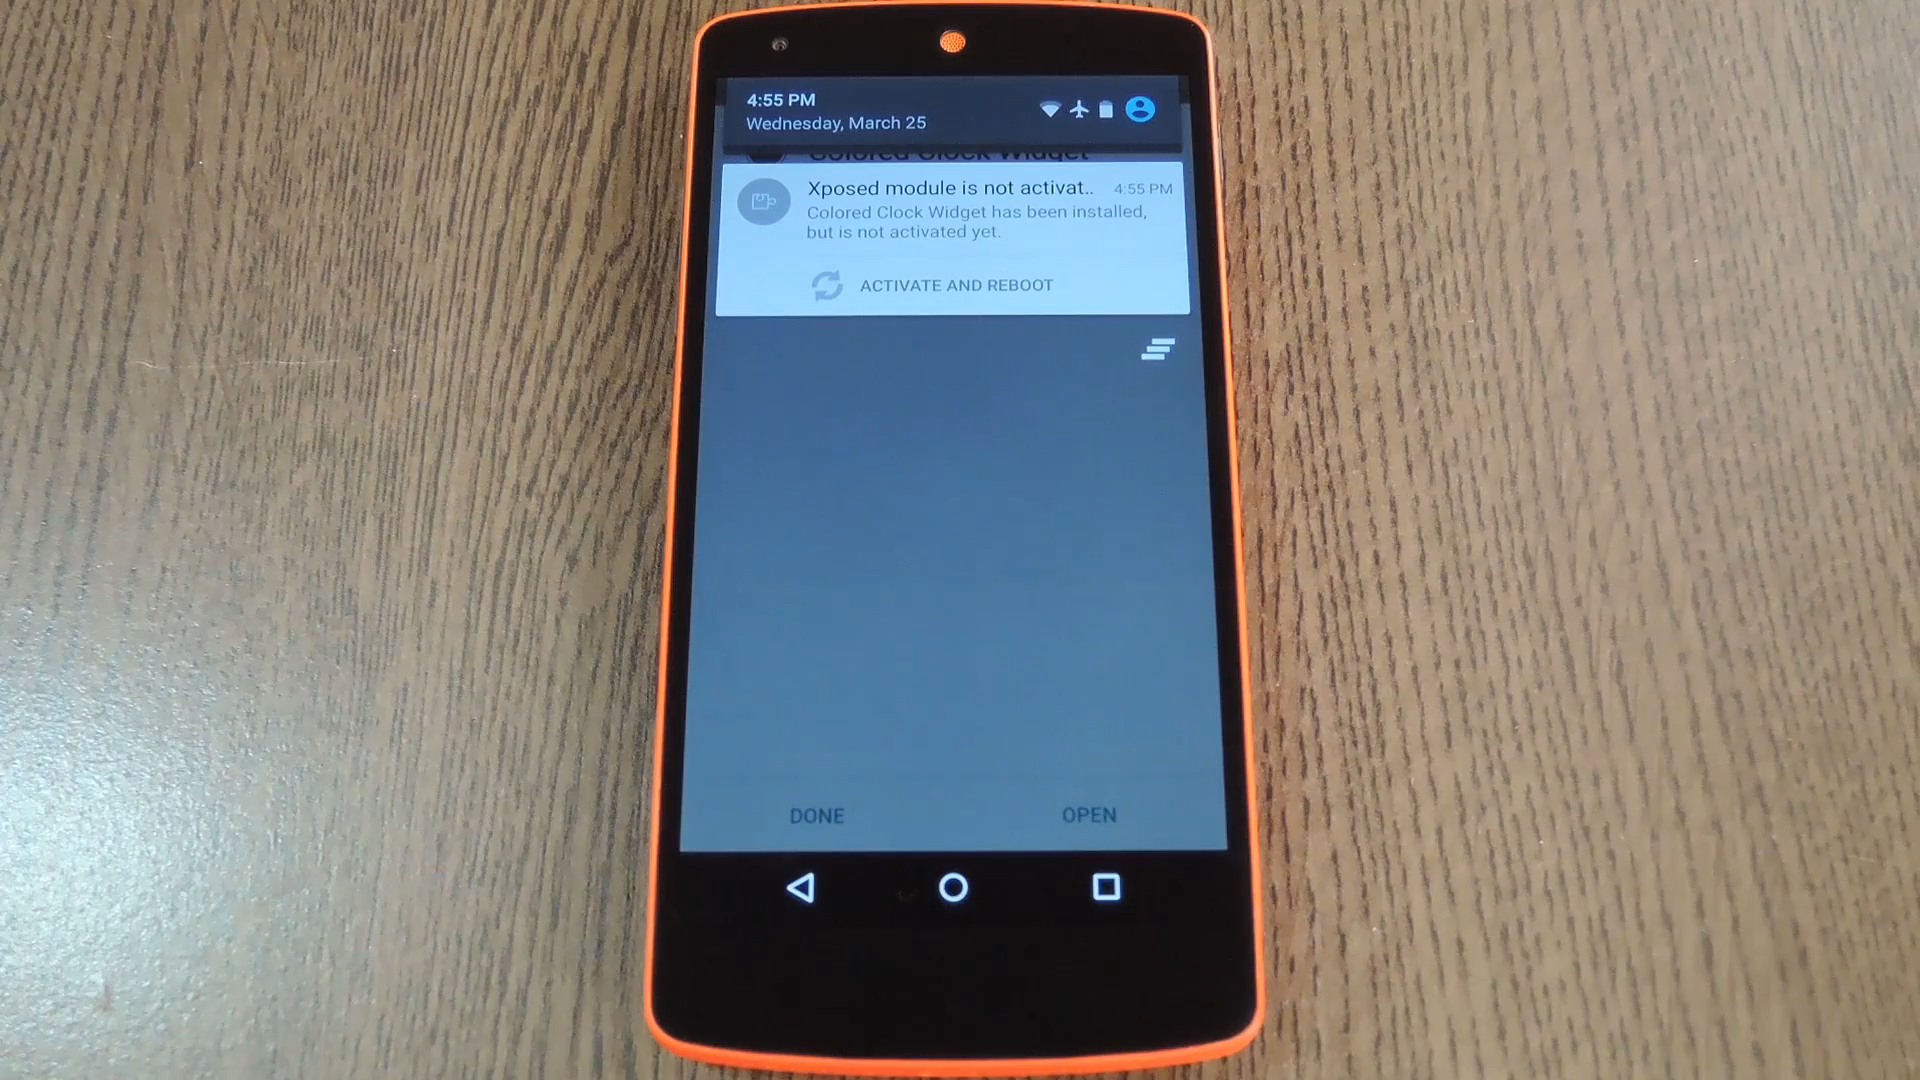 4:55 PM
Wednesday, March 25
Colored Clock Widget
Xposed module is not activat.. 4:55 PM
Colored Clock Widget has been installed,
but is not activated yet.
ACTIVATE AND REBOOT
DONE OPEN